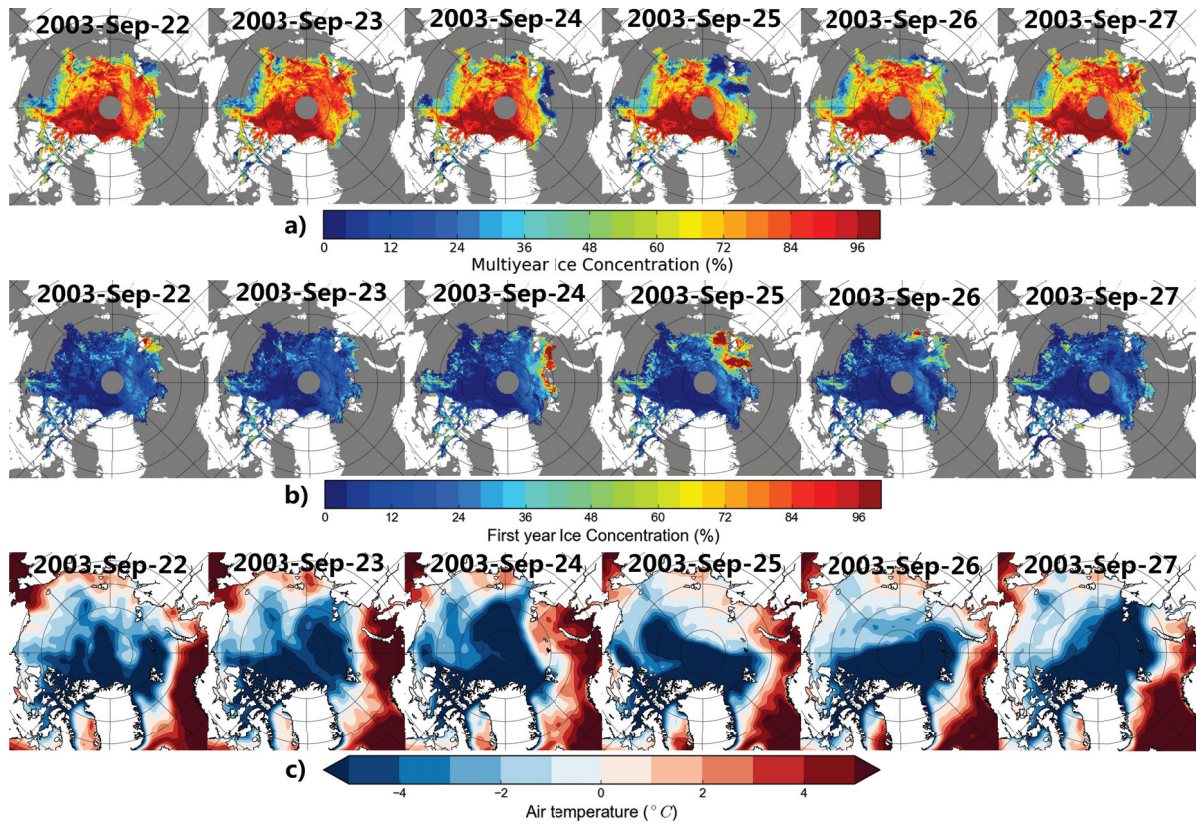 2003-Sep-22 2003-Sep-23 2003-Sep-24 2003-Sep-25 2003-Sep-26 2003-Sep-27
a)
0 12 24 36 48 60 72 84 96
Multiyear Ice Concentration (%)
2003-Sep-22 2003-Sep-23 2003-Sep-24 2003-Sep-25 2003-Sep-26 2003-Sep-27
b)
0 12 24 36 48 60 72 84 96
First year Ice Concentration (%)
2003-Sep-22 2003-Sep-23 2003-Sep-24 2003-Sep-25 2003-Sep-26 2003-Sep-27
c)
−4 −2 0 2 4
Air temperature (°C)